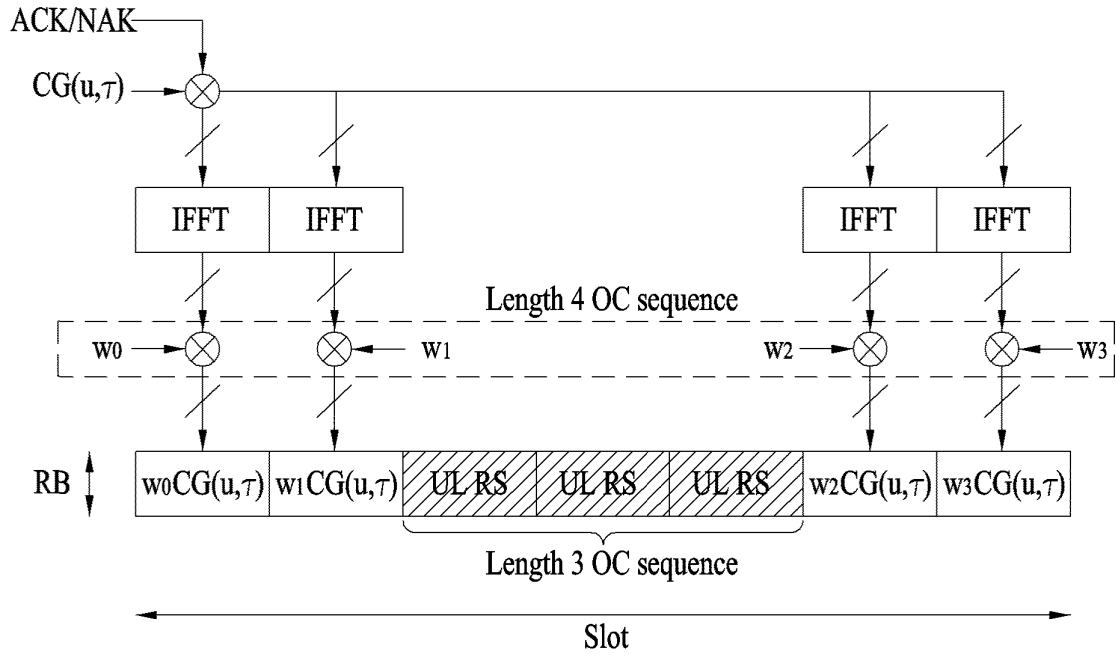 ACK/NAK
CG(u,τ)
IFFT IFFT IFFT IFFT
Length 4 OC sequence
w0 w1 w2 w3
RB w0CG(u,τ) w1CG(u,τ) UL RS UL RS UL RS w2CG(u,τ) w3CG(u,τ)
Length 3 OC sequence
Slot